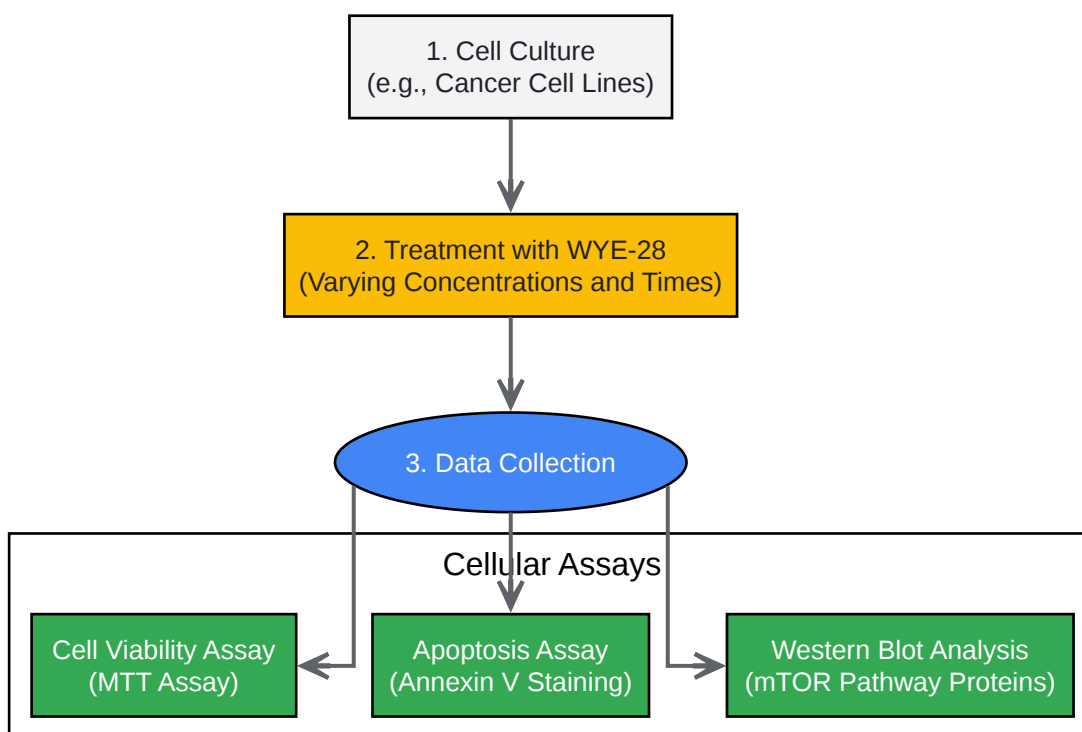 1. Cell Culture
(e.g., Cancer Cell Lines)
2. Treatment with WYE-28
(Varying Concentrations and Times)
3. Data Collection
Cellular Assays
Cell Viability Assay
(MTT Assay)
Apoptosis Assay
(Annexin V Staining)
Western Blot Analysis
(mTOR Pathway Proteins)